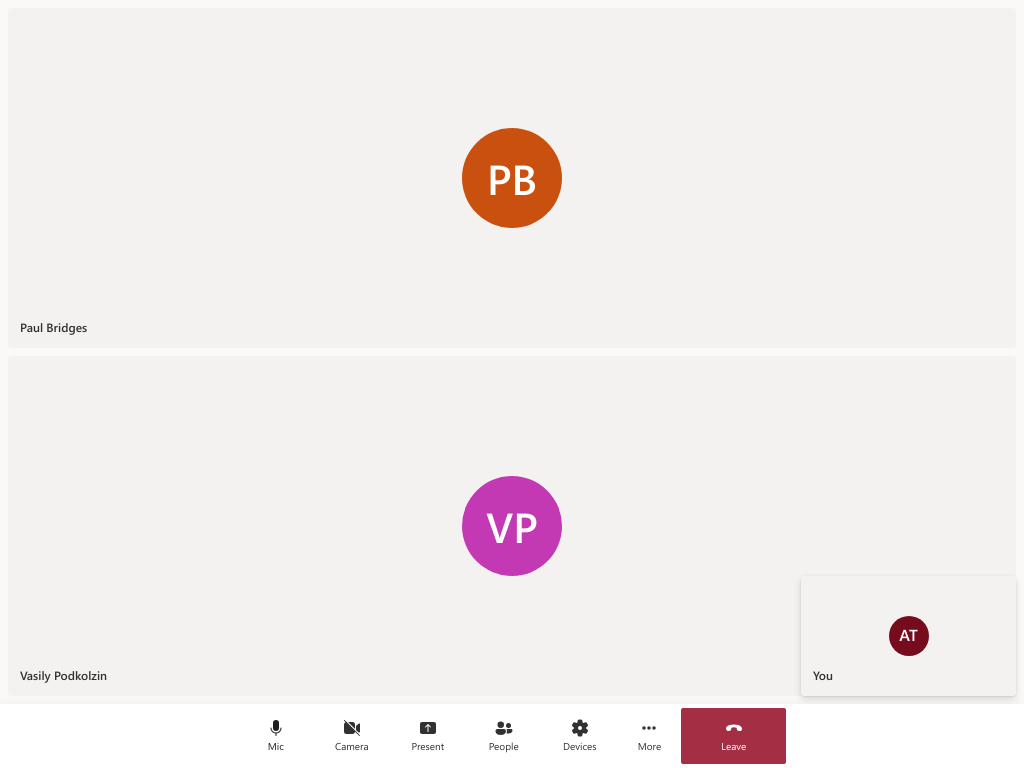 PB
Paul Bridges
VP
Vasily Podkolzin
AT
You
Mic
Camera
Present
People
Devices
More
Leave